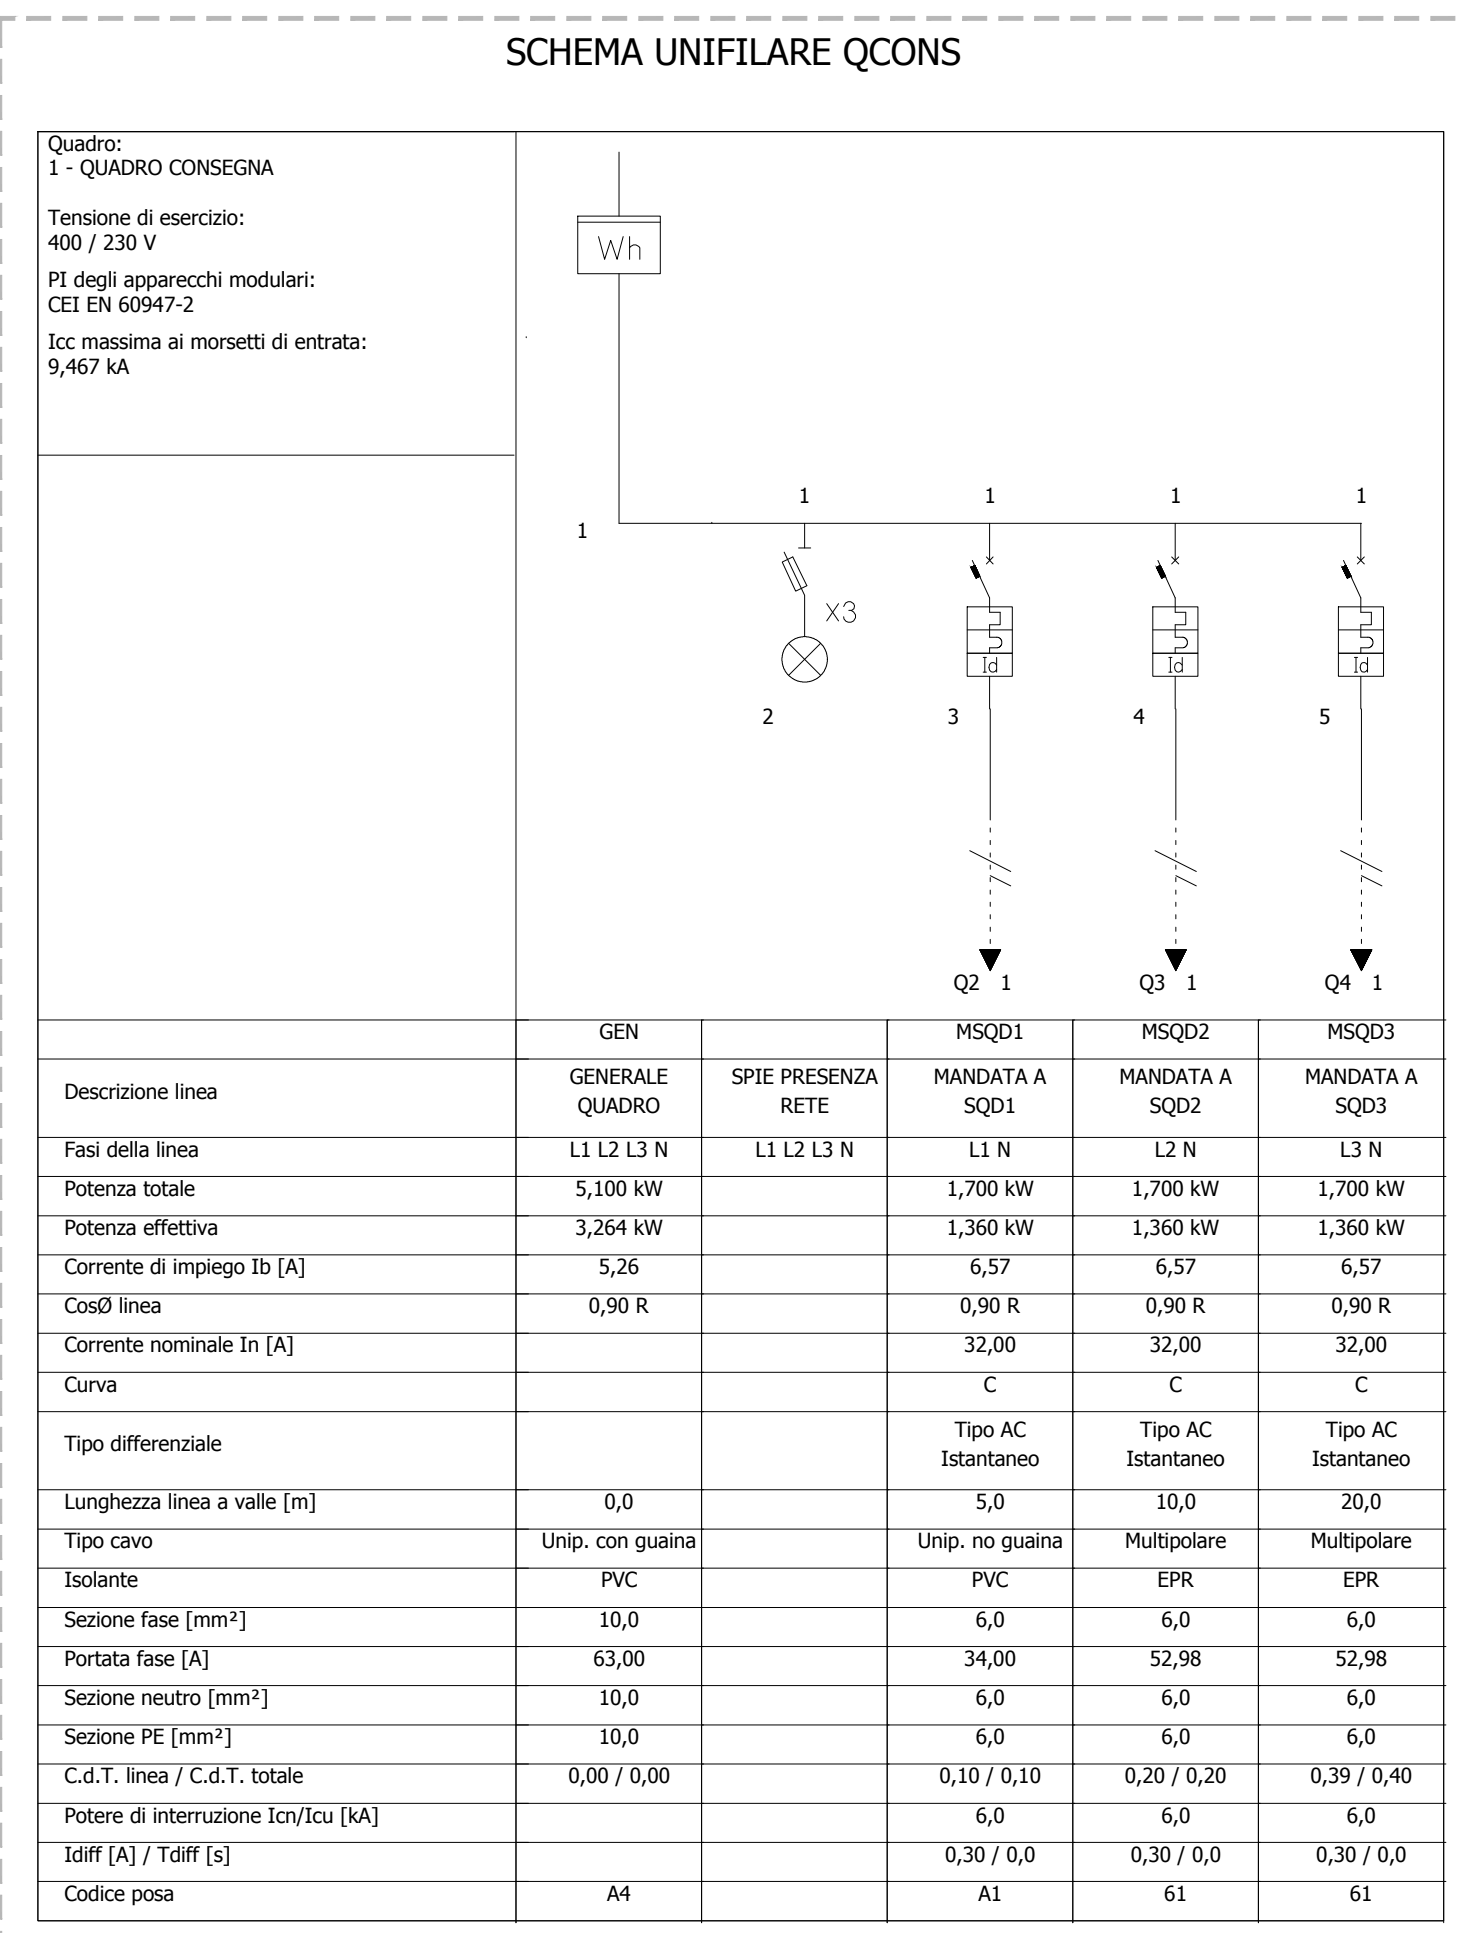 SCHEMA UNIFILARE QCONS
Quadro:
1 - QUADRO CONSEGNA
Tensione di esercizio:
400 / 230 V
PI degli apparecchi modulari:
CEI EN 60947-2
Icc massima ai morsetti di entrata:
9,467 kA
Wh
1 1 1 1
1
X3
Id Id Id
2 3 4 5
Q2 1 Q3 1 Q4 1
GEN MSQD1 MSQD2 MSQD3
Descrizione linea GENERALE QUADRO SPIE PRESENZA RETE MANDATA A SQD1 MANDATA A SQD2 MANDATA A SQD3
Fasi della linea L1 L2 L3 N L1 L2 L3 N L1 N L2 N L3 N
Potenza totale 5,100 kW 1,700 kW 1,700 kW 1,700 kW
Potenza effettiva 3,264 kW 1,360 kW 1,360 kW 1,360 kW
Corrente di impiego Ib [A] 5,26 6,57 6,57 6,57
CosØ linea 0,90 R 0,90 R 0,90 R 0,90 R
Corrente nominale In [A] 32,00 32,00 32,00
Curva C C C
Tipo differenziale Tipo AC Istantaneo Tipo AC Istantaneo Tipo AC Istantaneo
Lunghezza linea a valle [m] 0,0 5,0 10,0 20,0
Tipo cavo Unip. con guaina Unip. no guaina Multipolare Multipolare
Isolante PVC PVC EPR EPR
Sezione fase [mm²] 10,0 6,0 6,0 6,0
Portata fase [A] 63,00 34,00 52,98 52,98
Sezione neutro [mm²] 10,0 6,0 6,0 6,0
Sezione PE [mm²] 10,0 6,0 6,0 6,0
C.d.T. linea / C.d.T. totale 0,00 / 0,00 0,10 / 0,10 0,20 / 0,20 0,39 / 0,40
Potere di interruzione Icn/Icu [kA] 6,0 6,0 6,0
Idiff [A] / Tdiff [s] 0,30 / 0,0 0,30 / 0,0 0,30 / 0,0
Codice posa A4 A1 61 61